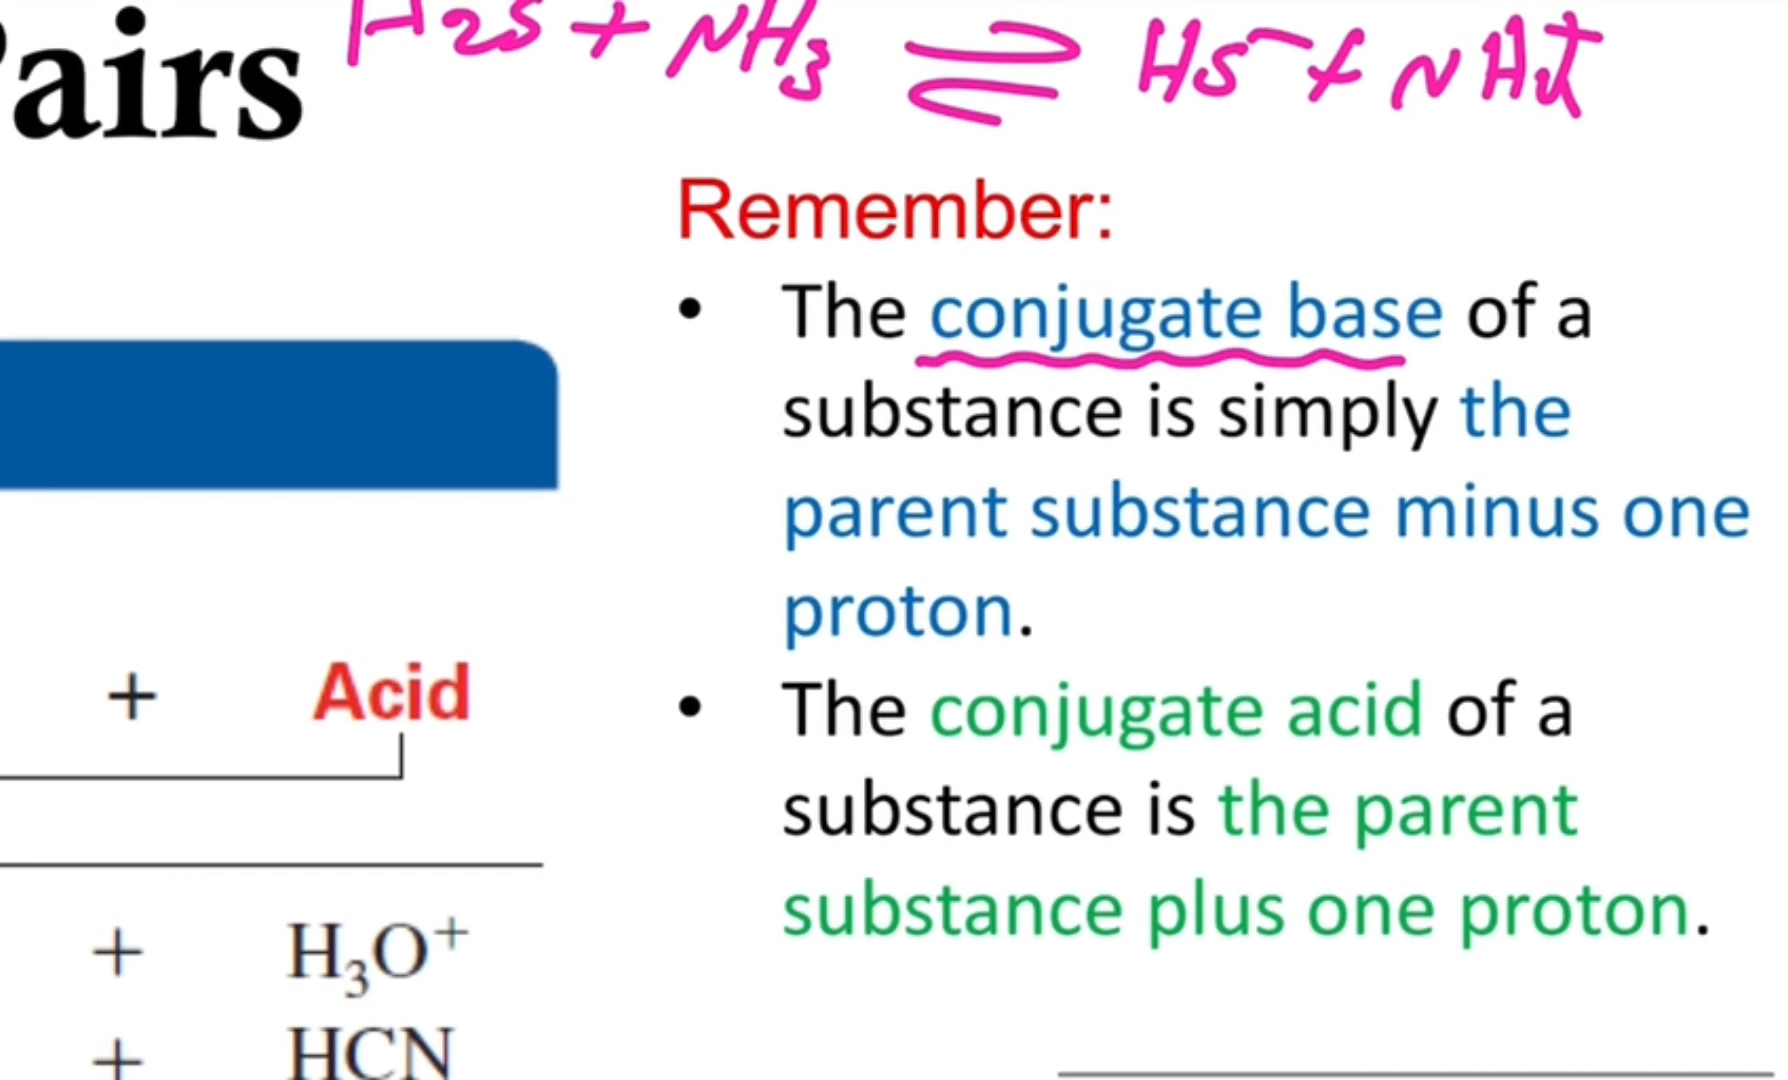 airs
H2S + NH3 ⇌ HS⁻ + NH4⁺
Remember:
• The conjugate base of a
substance is simply the
parent substance minus one
proton.
+ Acid
• The conjugate acid of a
substance is the parent
substance plus one proton.
+ H₃O⁺
+ HCN